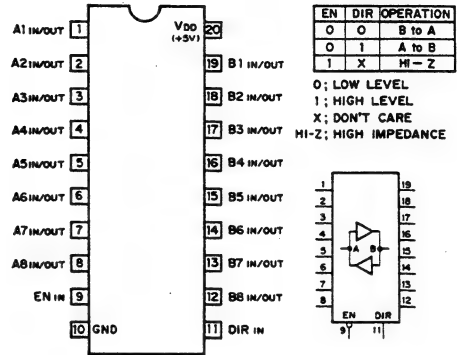 A1 IN/OUT 1
A2 IN/OUT 2
A3 IN/OUT 3
A4 IN/OUT 4
A5 IN/OUT 5
A6 IN/OUT 6
A7 IN/OUT 7
A8 IN/OUT 8
EN IN 9
10 GND
VDD 20
(+5V)
19 B1 IN/OUT
18 B2 IN/OUT
17 B3 IN/OUT
16 B4 IN/OUT
15 B5 IN/OUT
14 B6 IN/OUT
13 B7 IN/OUT
12 B8 IN/OUT
11 DIR IN
EN DIR OPERATION
0 0 B to A
0 1 A to B
1 X HI-Z
0; LOW LEVEL
1; HIGH LEVEL
X; DON'T CARE
HI-Z; HIGH IMPEDANCE
1 19
2 18
3 17
4 16
5 15
6 14
7 13
8 12
A B
EN DIR
9 11